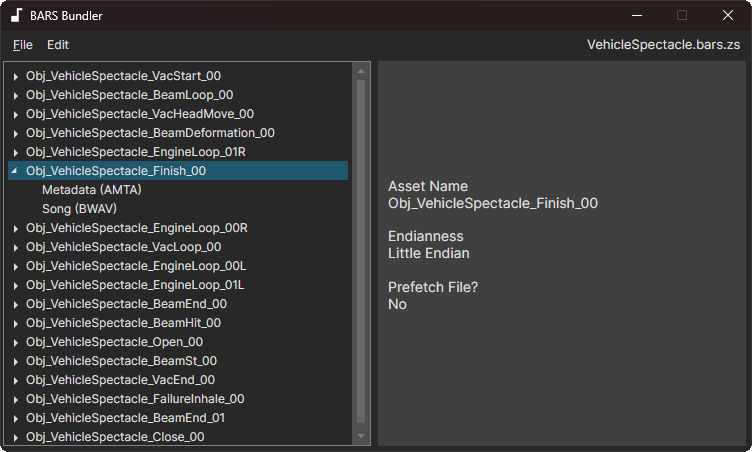 BARS Bundler
File Edit VehicleSpectacle.bars.zs
Obj_VehicleSpectacle_VacStart_00
Obj_VehicleSpectacle_BeamLoop_00
Obj_VehicleSpectacle_VacHeadMove_00
Obj_VehicleSpectacle_BeamDeformation_00
Obj_VehicleSpectacle_EngineLoop_01R
Obj_VehicleSpectacle_Finish_00
Metadata (AMTA)
Song (BWAV)
Obj_VehicleSpectacle_EngineLoop_00R
Obj_VehicleSpectacle_VacLoop_00
Obj_VehicleSpectacle_EngineLoop_00L
Obj_VehicleSpectacle_EngineLoop_01L
Obj_VehicleSpectacle_BeamEnd_00
Obj_VehicleSpectacle_BeamHit_00
Obj_VehicleSpectacle_Open_00
Obj_VehicleSpectacle_BeamSt_00
Obj_VehicleSpectacle_VacEnd_00
Obj_VehicleSpectacle_FailureInhale_00
Obj_VehicleSpectacle_BeamEnd_01
Obj_VehicleSpectacle_Close_00
Asset Name
Obj_VehicleSpectacle_Finish_00
Endianness
Little Endian
Prefetch File?
No